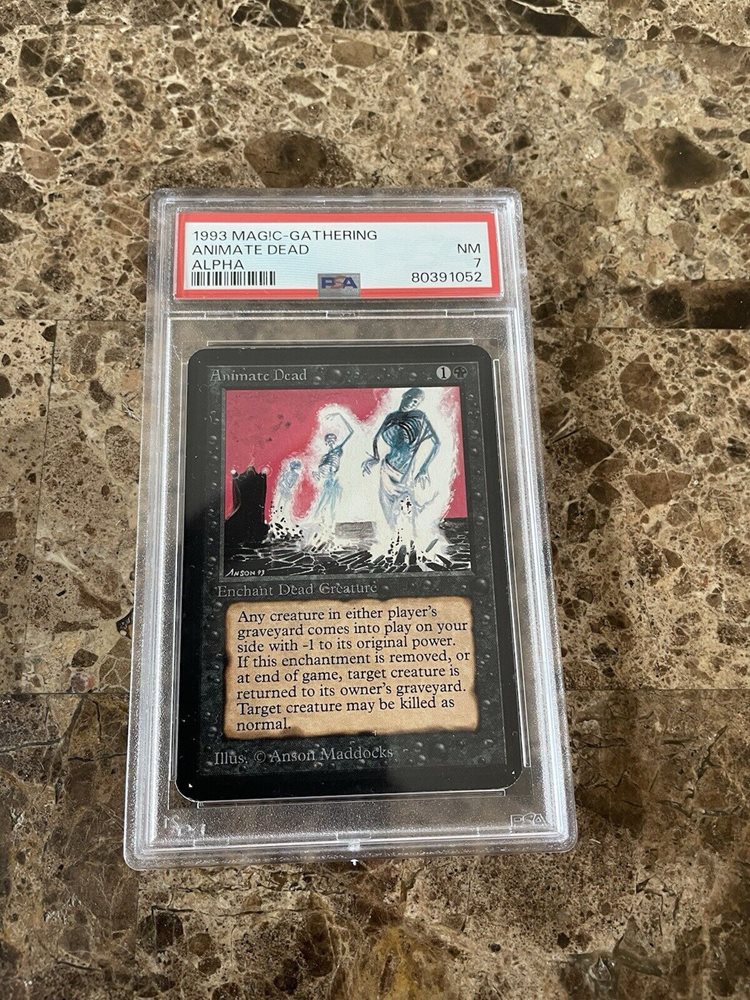 1993 MAG!C-GATHERING
ANIMATE DEAD NM
ALPHA 7
PSA 80391052
Animate Dead 1
ANSON 93
Enchant Dead Creature
Any creature in either player's
graveyard comes into play on your
side with -1 to its original power.
If this enchantment is removed, or
at end of game, target creature is
returned to its owner's graveyard.
Target creature may be killed as
normal.
Illus. © Anson Maddocks
PSA